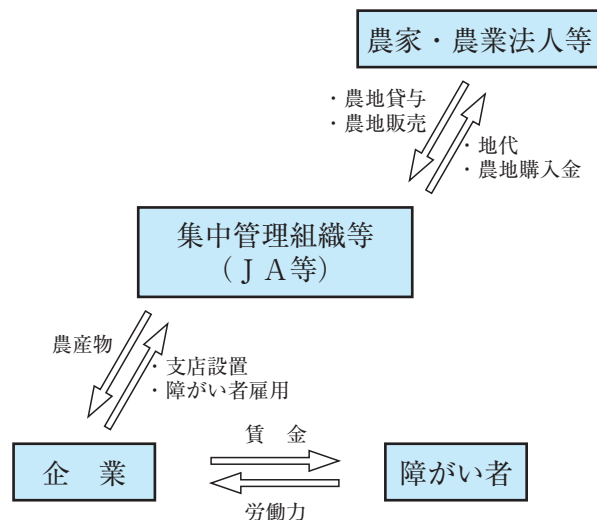 農家・農業法人等
・農地貸与
・農地販売
・地代
・農地購入金
集中管理組織等
（ＪＡ等）
農産物
・支店設置
・障がい者雇用
賃　金
企　業
障がい者
労働力